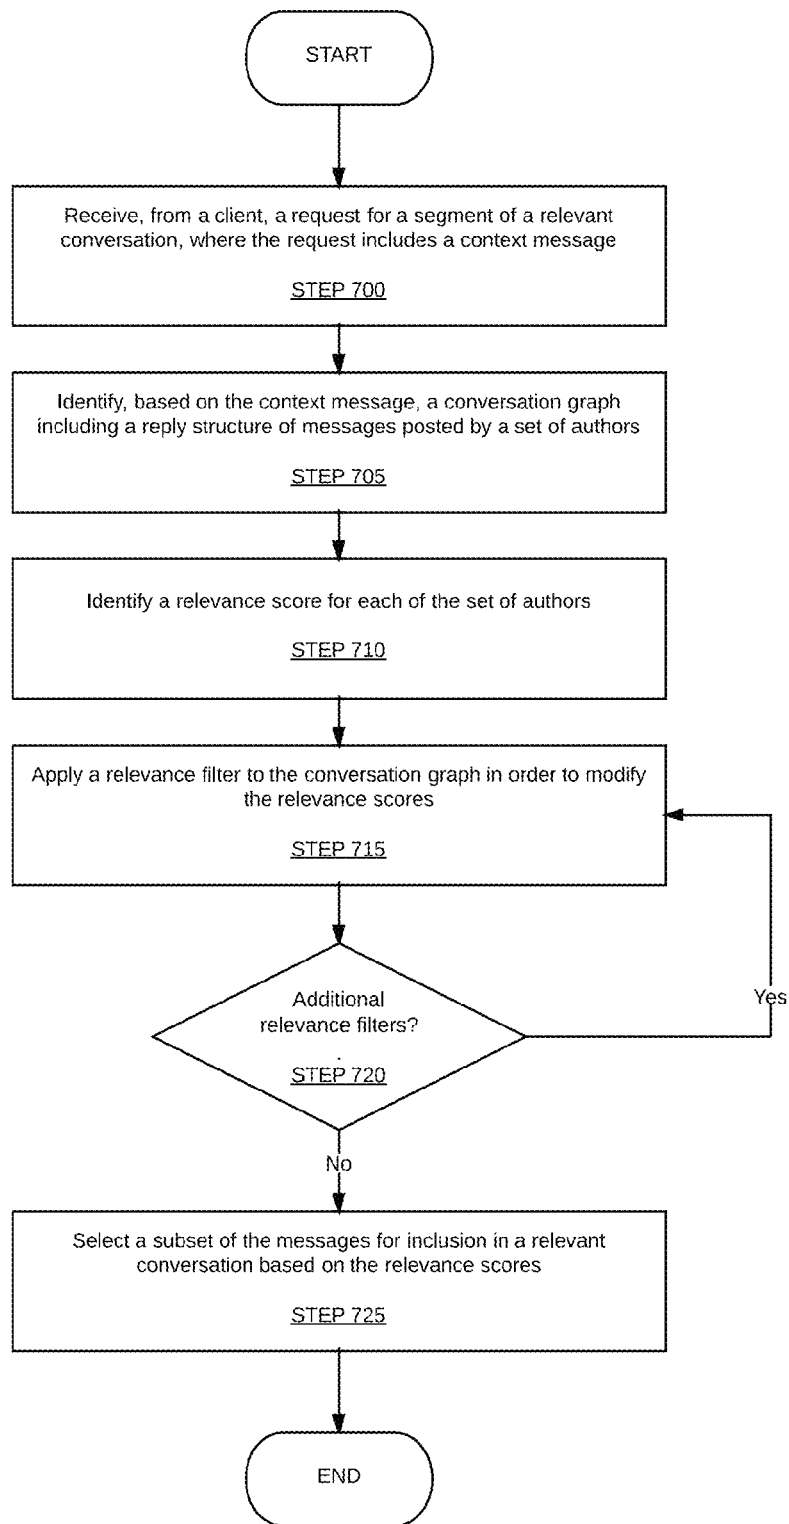 START
Receive, from a client, a request for a segment of a relevant
conversation, where the request includes a context message
STEP 700
Identify, based on the context message, a conversation graph
including a reply structure of messages posted by a set of authors
STEP 705
Identify a relevance score for each of the set of authors
STEP 710
Apply a relevance filter to the conversation graph in order to modify
the relevance scores
STEP 715
Additional
relevance filters?
.
STEP 720
Yes
No
Select a subset of the messages for inclusion in a relevant
conversation based on the relevance scores
STEP 725
END